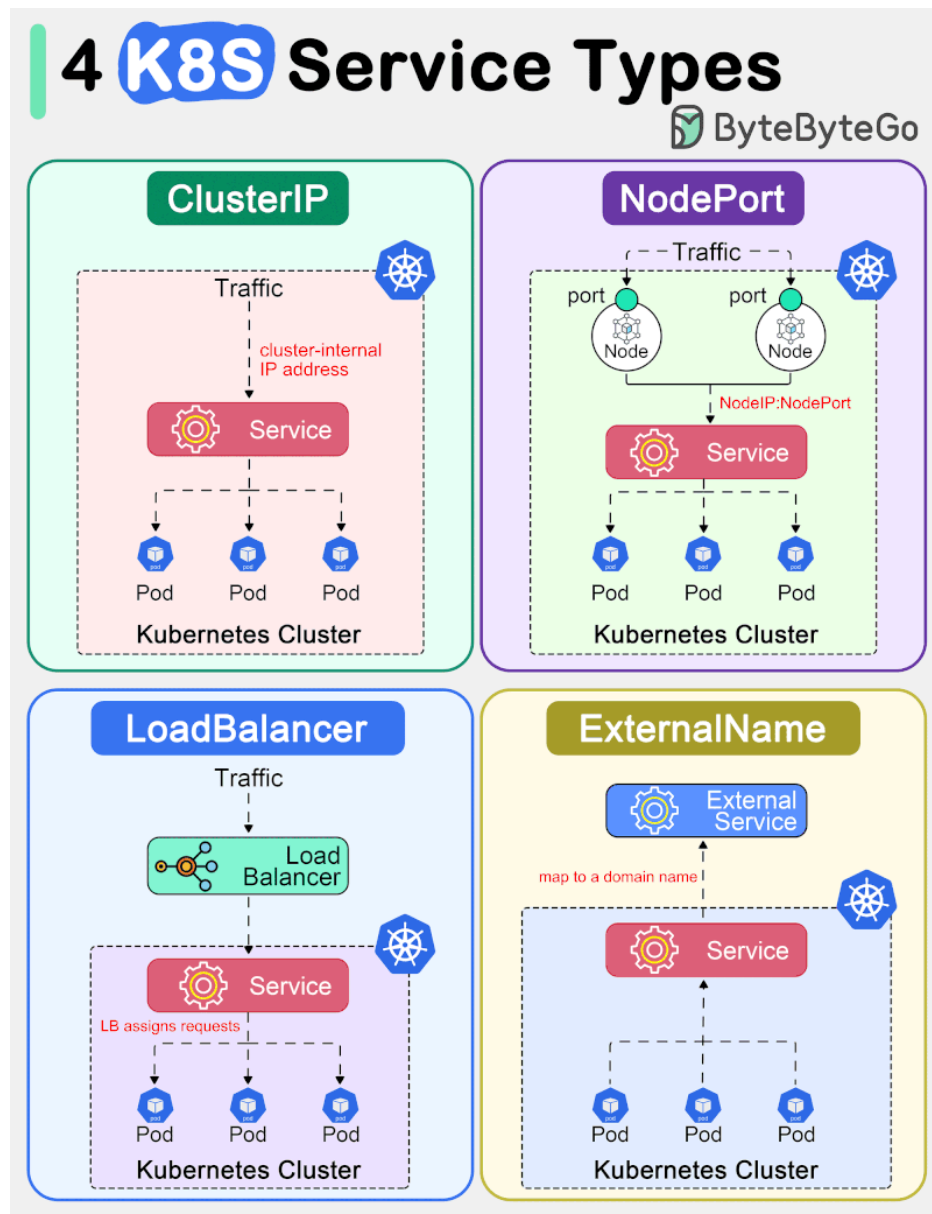 4 K8S Service Types
ByteByteGo
ClusterIP
Traffic
cluster-internal
IP address
Service
Pod Pod Pod
Kubernetes Cluster
NodePort
Traffic
port port
Node Node
NodeIP:NodePort
Service
Pod Pod Pod
Kubernetes Cluster
LoadBalancer
Traffic
Load
Balancer
Service
LB assigns requests
Pod Pod Pod
Kubernetes Cluster
ExternalName
External
Service
map to a domain name
Service
Pod Pod Pod
Kubernetes Cluster